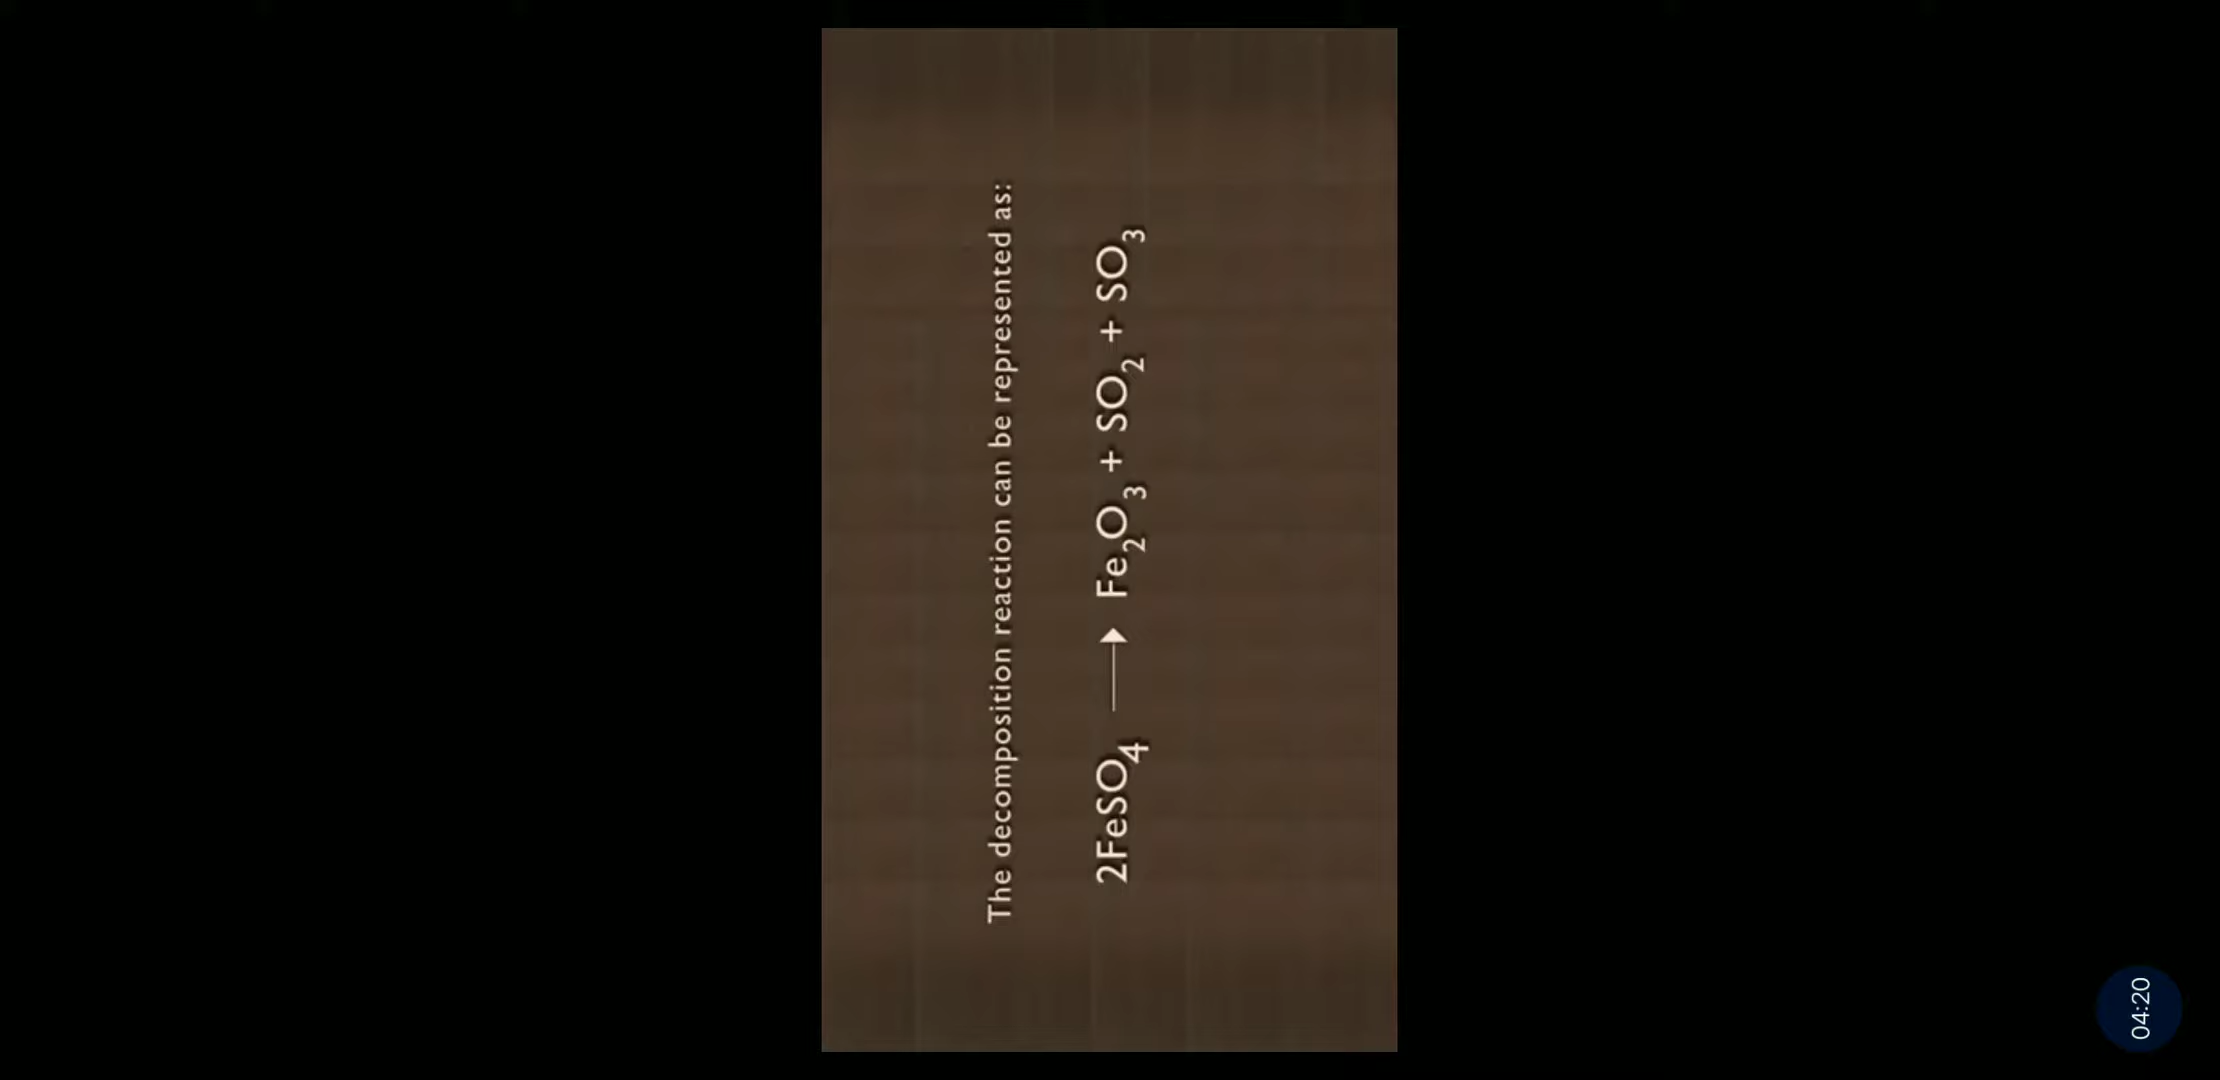 The decomposition reaction can be represented as:
2FeSO₄ → Fe₂O₃ + SO₂ + SO₃
04:20